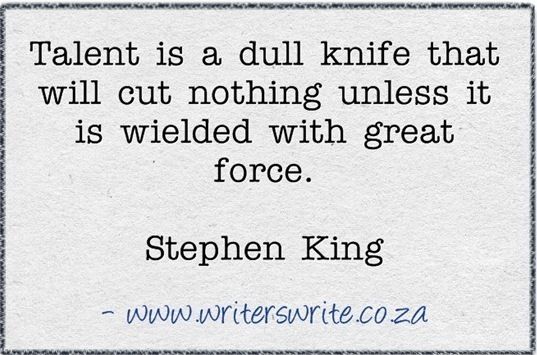 Talent is a dull knife that
will cut nothing unless it
is wielded with great
force.
Stephen King
- www.writerswrite.co.za